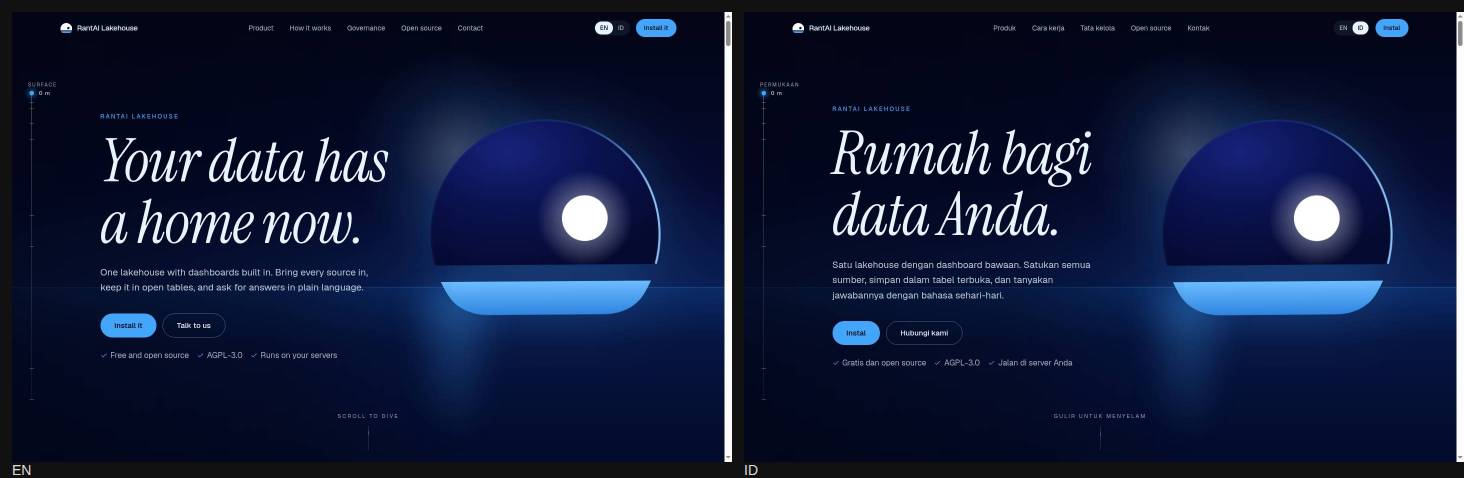 RantAI Lakehouse
Product How it works Governance Open source Contact
EN ID Install it
SURFACE
0 m
RANTAI LAKEHOUSE
Your data has
a home now.
One lakehouse with dashboards built in. Bring every source in,
keep it in open tables, and ask for answers in plain language.
Install it Talk to us
✓ Free and open source ✓ AGPL-3.0 ✓ Runs on your servers
SCROLL TO DIVE
EN
RantAI Lakehouse
Produk Cara kerja Tata kelola Open source Kontak
EN ID Instal
PERMUKAAN
0 m
RANTAI LAKEHOUSE
Rumah bagi
data Anda.
Satu lakehouse dengan dashboard bawaan. Satukan semua
sumber, simpan dalam tabel terbuka, dan tanyakan
jawabannya dengan bahasa sehari-hari.
Instal Hubungi kami
✓ Gratis dan open source ✓ AGPL-3.0 ✓ Jalan di server Anda
GULIR UNTUK MENYELAM
ID